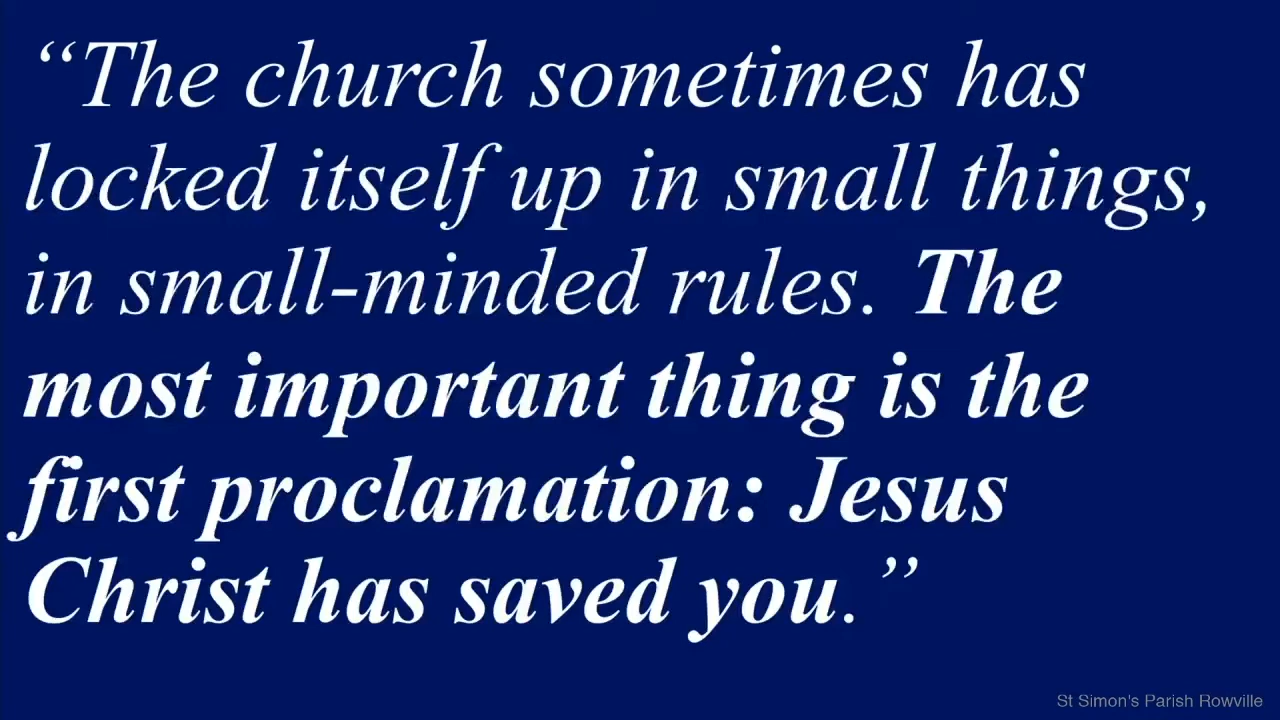 “The church sometimes has
locked itself up in small things,
in small-minded rules. The
most important thing is the
first proclamation: Jesus
Christ has saved you.”
St Simon's Parish Rowville